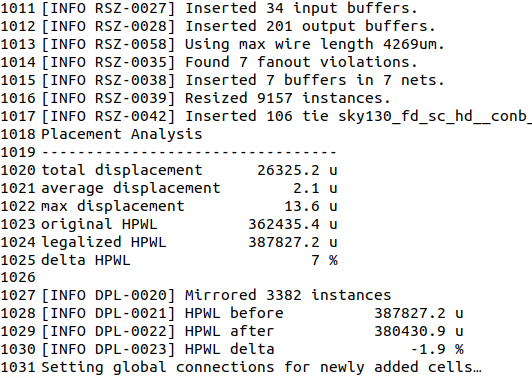 1011 [INFO RSZ-0027] Inserted 34 input buffers.
1012 [INFO RSZ-0028] Inserted 201 output buffers.
1013 [INFO RSZ-0058] Using max wire length 4269um.
1014 [INFO RSZ-0035] Found 7 fanout violations.
1015 [INFO RSZ-0038] Inserted 7 buffers in 7 nets.
1016 [INFO RSZ-0039] Resized 9157 instances.
1017 [INFO RSZ-0042] Inserted 106 tie sky130_fd_sc_hd__conb_
1018 Placement Analysis
1019 ---------------------------------
1020 total displacement      26325.2 u
1021 average displacement        2.1 u
1022 max displacement           13.6 u
1023 original HPWL          362435.4 u
1024 legalized HPWL         387827.2 u
1025 delta HPWL                  7 %
1026
1027 [INFO DPL-0020] Mirrored 3382 instances
1028 [INFO DPL-0021] HPWL before          387827.2 u
1029 [INFO DPL-0022] HPWL after           380430.9 u
1030 [INFO DPL-0023] HPWL delta               -1.9 %
1031 Setting global connections for newly added cells…